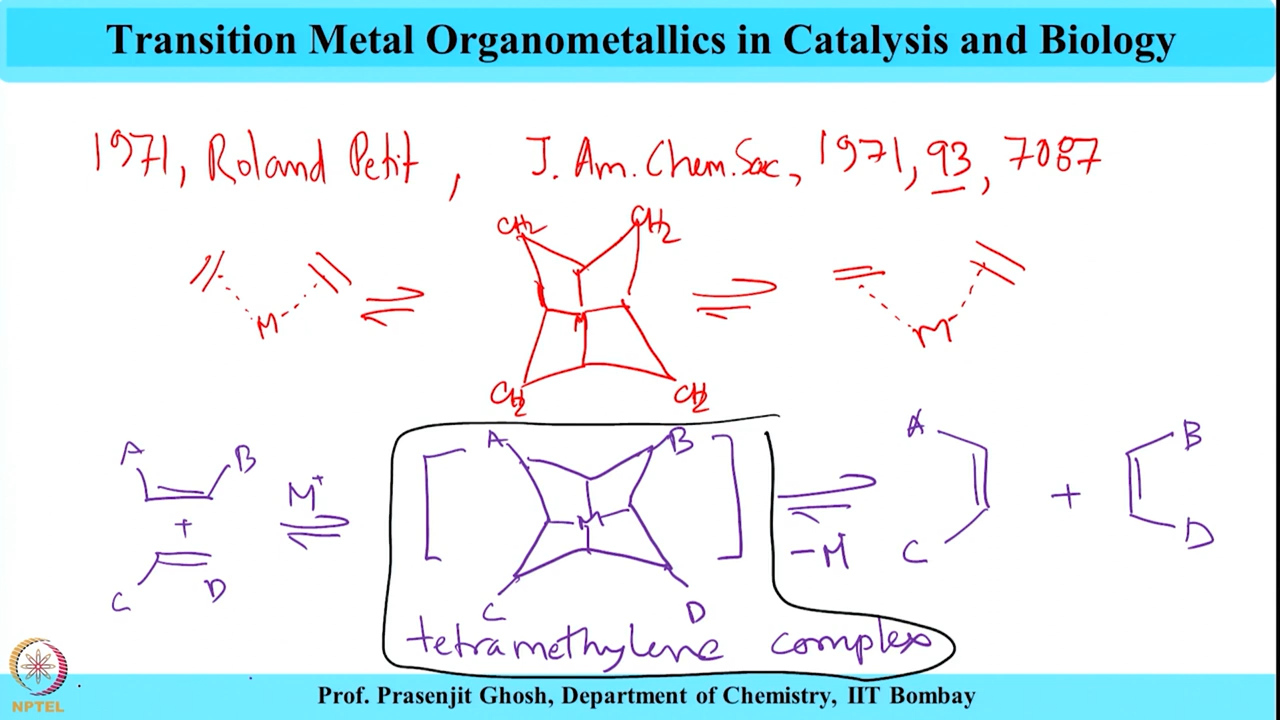 Transition Metal Organometallics in Catalysis and Biology
1971, Roland Petit, J. Am. Chem. Soc, 1971, 93, 7087
CH2 CH2
M M M
CH2 CH2
A B A B A B
+ M+ M + 
C D C D -M C D
tetramethylene complex
NPTEL
Prof. Prasenjit Ghosh, Department of Chemistry, IIT Bombay